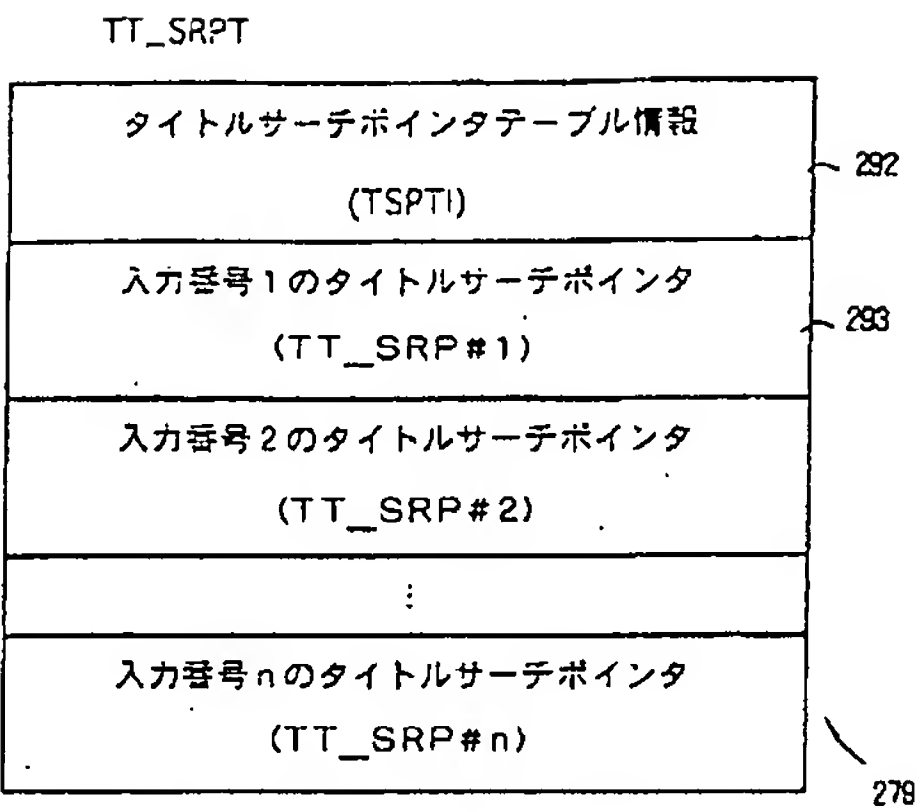 TT_SRPT
タイトルサーチポインタテーブル情報
292
(TSPTI)
入力番号1のタイトルサーチポインタ
293
(TT_SRP#1)
入力番号2のタイトルサーチポインタ
(TT_SRP#2)
⋮
入力番号nのタイトルサーチポインタ
(TT_SRP#n)
279